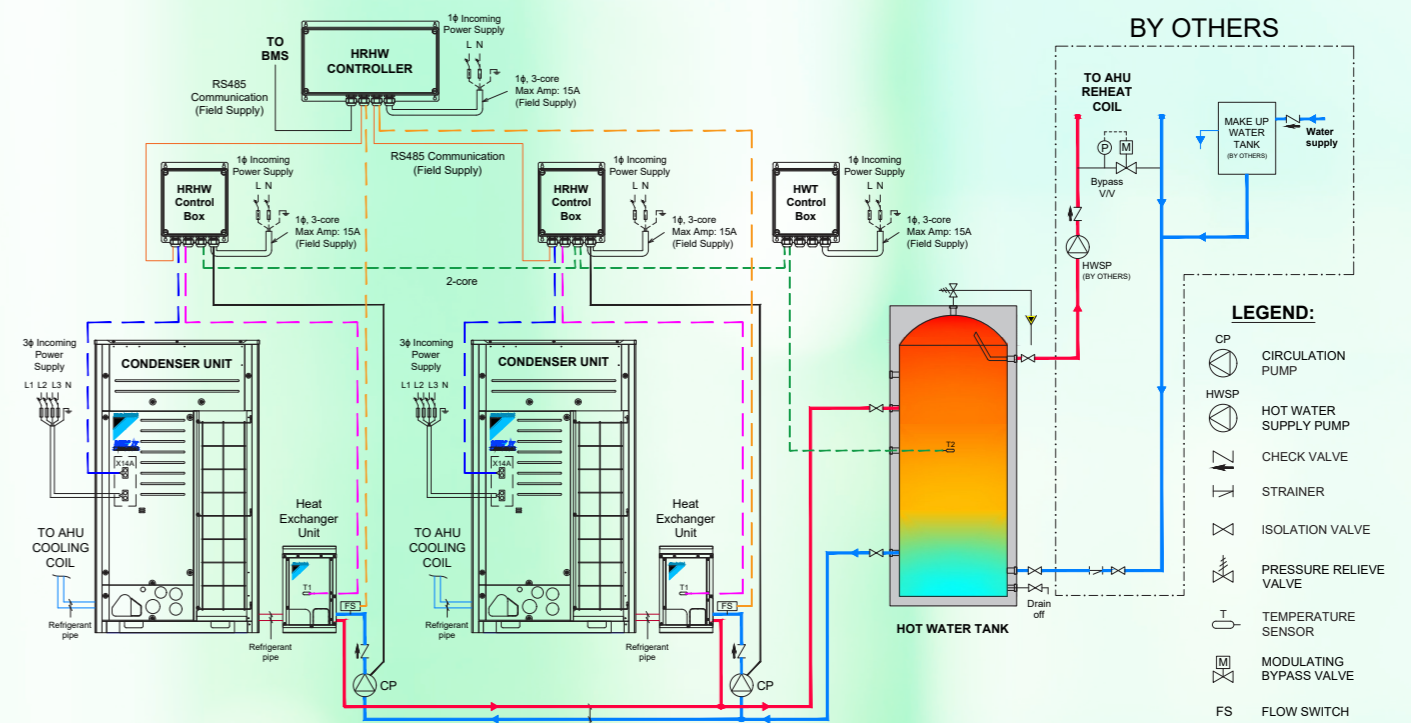 BY OTHERS
1ϕ Incoming
Power Supply
L N
TO
BMS
HRHW
CONTROLLER
RS485
Communication
(Field Supply)
1ϕ, 3-core
Max Amp: 15A
(Field Supply)
TO AHU
REHEAT
COIL
P
M
Bypass
V/V
MAKE UP
WATER
TANK
(BY OTHERS)
Water
supply
RS485 Communication
(Field Supply)
HRHW
Control
Box
1ϕ Incoming
Power Supply
L N
1ϕ, 3-core
Max Amp: 15A
(Field Supply)
HRHW
Control
Box
1ϕ Incoming
Power Supply
L N
1ϕ, 3-core
Max Amp: 15A
(Field Supply)
HWT
Control
Box
1ϕ Incoming
Power Supply
L N
1ϕ, 3-core
Max Amp: 15A
(Field Supply)
HWSP
(BY OTHERS)
2-core
3ϕ Incoming
Power
Supply
L1 L2 L3 N
CONDENSER UNIT
X14A
TO AHU
COOLING
COIL
Refrigerant
pipe
Heat
Exchanger
Unit
T1
FS
Refrigerant
pipe
CP
3ϕ Incoming
Power
Supply
L1 L2 L3 N
CONDENSER UNIT
X14A
TO AHU
COOLING
COIL
Refrigerant
pipe
Heat
Exchanger
Unit
T1
FS
Refrigerant
pipe
CP
T2
HOT WATER TANK
Drain
off
LEGEND:
CP
CIRCULATION
PUMP
HWSP
HOT WATER
SUPPLY PUMP
CHECK VALVE
STRAINER
ISOLATION VALVE
PRESSURE RELIEVE
VALVE
T
TEMPERATURE
SENSOR
M
MODULATING
BYPASS VALVE
FS
FLOW SWITCH